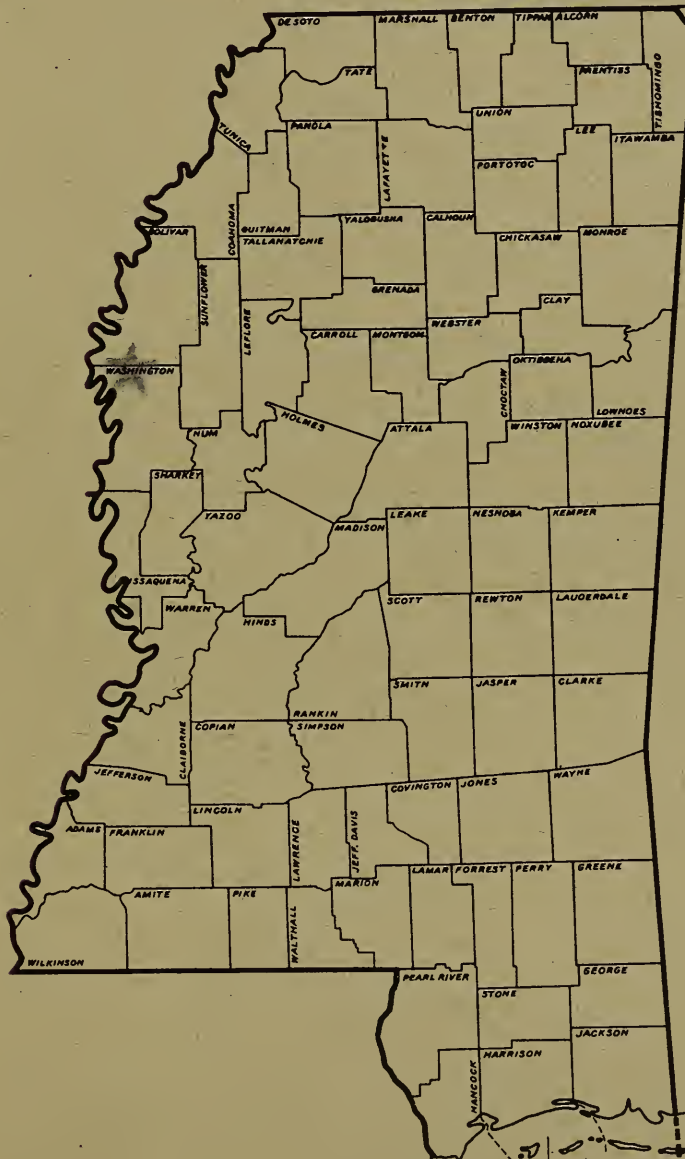 DESOTO
MARSHALL
BENTON
TIPPAH
ALCORN
TATE
PRENTISS
TISHOMINGO
TUNICA
PANOLA
LAFAYETTE
UNION
LEE
ITAWAMBA
PORTOTOC
COAHOMA
QUITMAN
YALOBUSHA
CALHOUN
BOLIVAR
TALLAHATCHIE
CHICKASAW
MONROE
SUNFLOWER
GRENADA
CLAY
LEFLORE
CARROLL
MONTGOM.
WEBSTER
WASHINGTON
CHOCTAW
OKTIBBEHA
HOLMES
LOWNDES
HUM
ATTALA
WINSTON
NOXUBEE
SHARKEY
YAZOO
MADISON
LEAKE
NESHOBA
KEMPER
ISSAQUENA
WARREN
HINDS
SCOTT
REWTON
LAUDERDALE
SMITH
JASPER
CLARKE
CLAIBORNE
COPIAN
RANKIN
SIMPSON
JEFFERSON
COVINGTON
JONES
WAYNE
LINCOLN
LAWRENCE
JEFF. DAVIS
ADAMS
FRANKLIN
MARION
LAMAR
FORREST
PERRY
GREENE
AMITE
PIKE
WALTHALL
WILKINSON
PEARL RIVER
GEORGE
STONE
JACKSON
HARRISON
HANCOCK